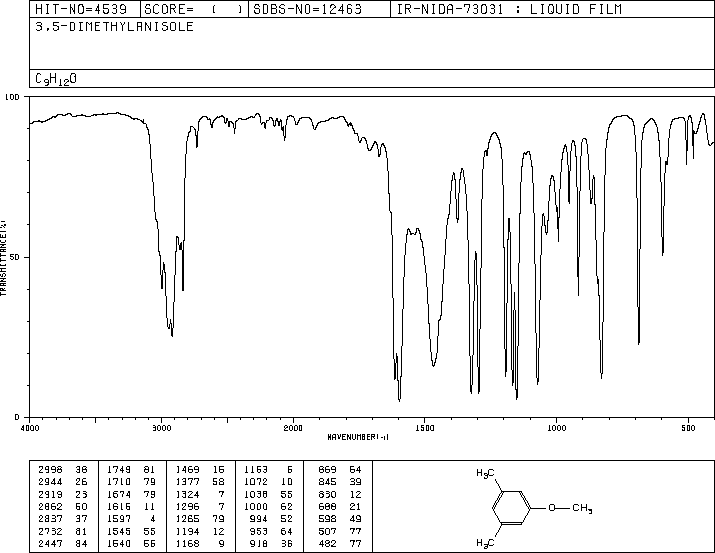 HIT-NO=4539 SCORE= ( ) SDBS-NO=12463 IR-NIDA-73031 : LIQUID FILM
3,5-DIMETHYLANISOLE
C9H12O
100
50
0
TRANSMITTANCE(%)
4000 3000 2000 1500 1000 500
WAVENUMBER(-1)
2998 38 1749 81 1469 15 1153 5 869 64
2944 26 1710 79 1377 58 1072 10 845 39
2919 23 1674 79 1324 7 1038 55 830 12
2862 50 1615 11 1296 7 1000 62 688 21
2837 37 1597 4 1265 79 994 52 598 49
2732 81 1545 55 1194 12 953 64 507 77
2447 84 1540 55 1168 9 918 36 482 77
H3C
O CH3
H3C